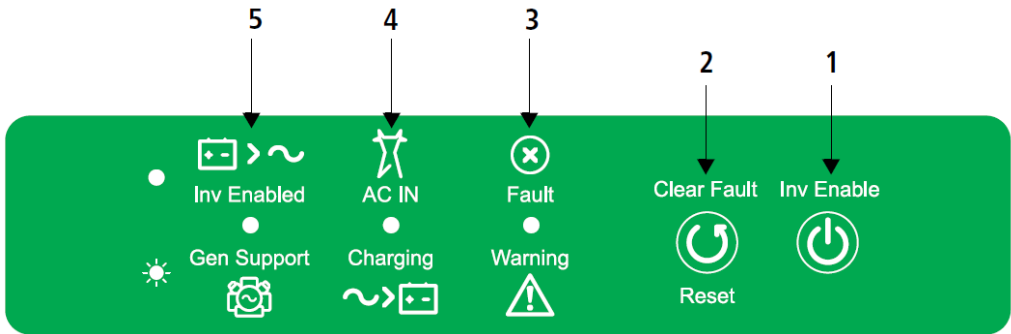 5 4 3 2 1
Inv Enabled AC IN Fault Clear Fault Inv Enable
Gen Support Charging Warning
Reset